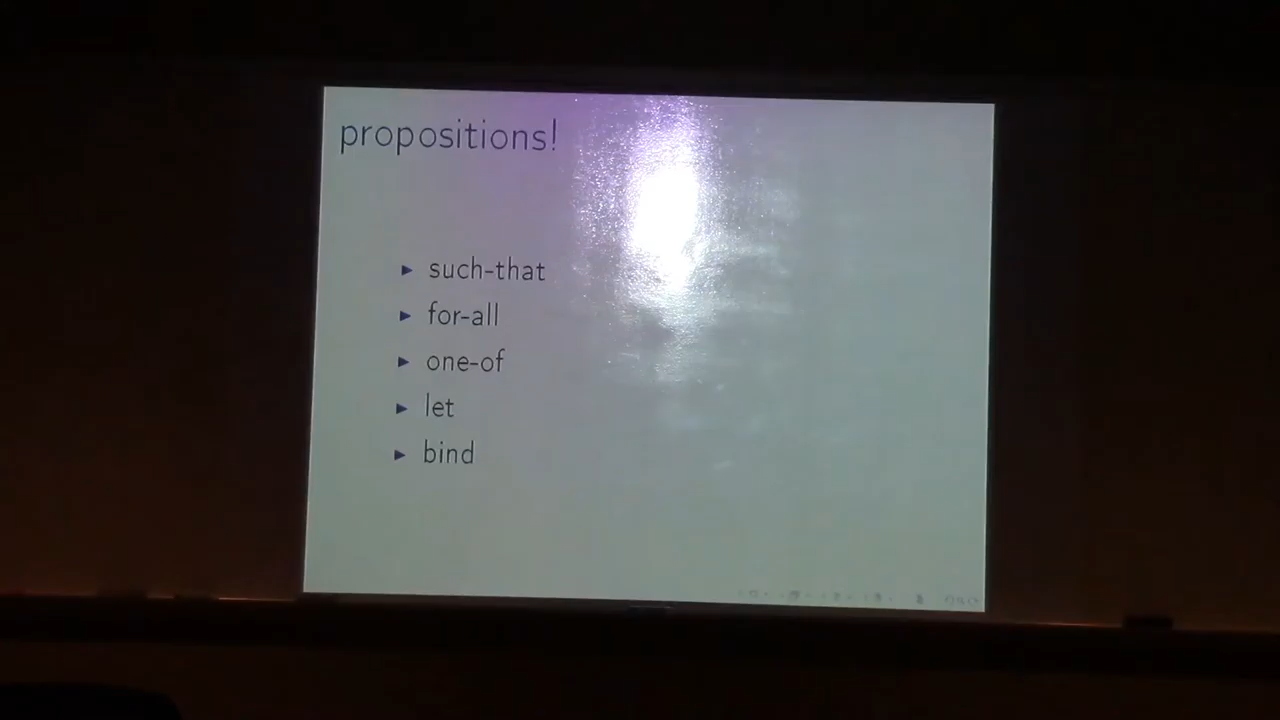 propositions!
such-that
for-all
one-of
let
bind